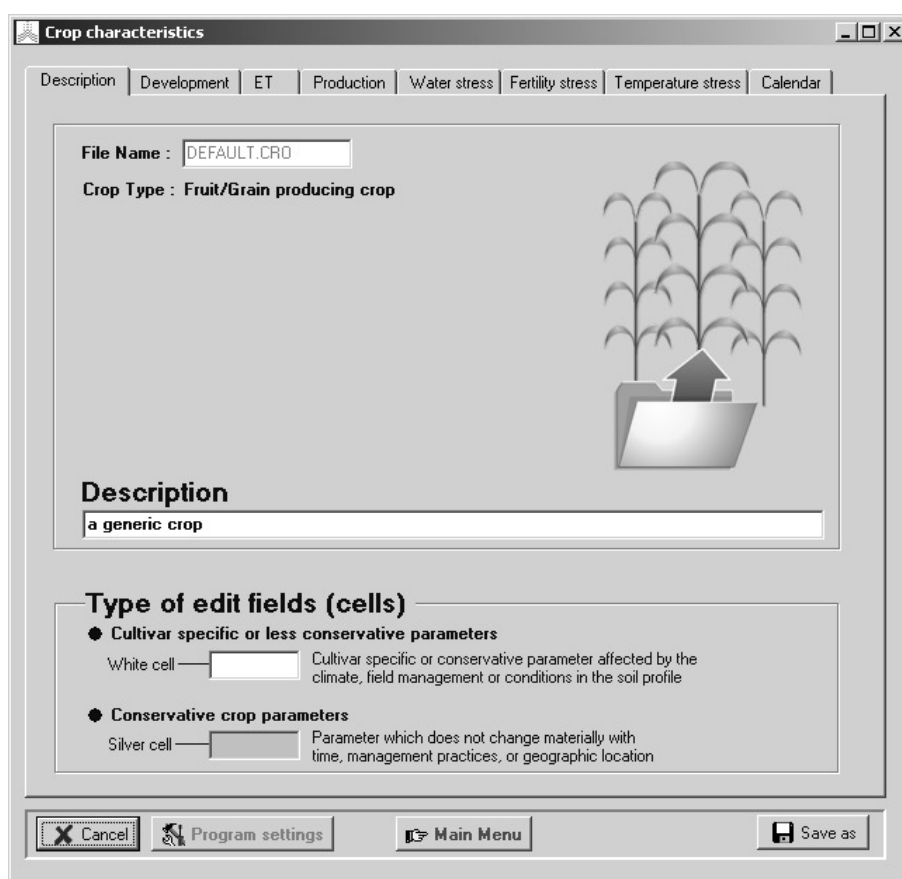 Crop characteristics
Description Development ET Production Water stress Fertility stress Temperature stress Calendar
File Name : DEFAULT.CRO
Crop Type : Fruit/Grain producing crop
Description
a generic crop
Type of edit fields (cells)
Cultivar specific or less conservative parameters
White cell Cultivar specific or conservative parameter affected by the
climate, field management or conditions in the soil profile
Conservative crop parameters
Silver cell Parameter which does not change materially with
time, management practices, or geographic location
Cancel Program settings Main Menu Save as